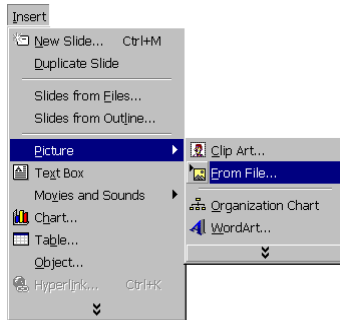 Insert
New Slide... Ctrl+M
Duplicate Slide
Slides from Files...
Slides from Outline...
Picture
Text Box
Movies and Sounds
Chart...
Table...
Object...
Hyperlink... Ctrl+K
Clip Art...
From File...
Organization Chart
WordArt...